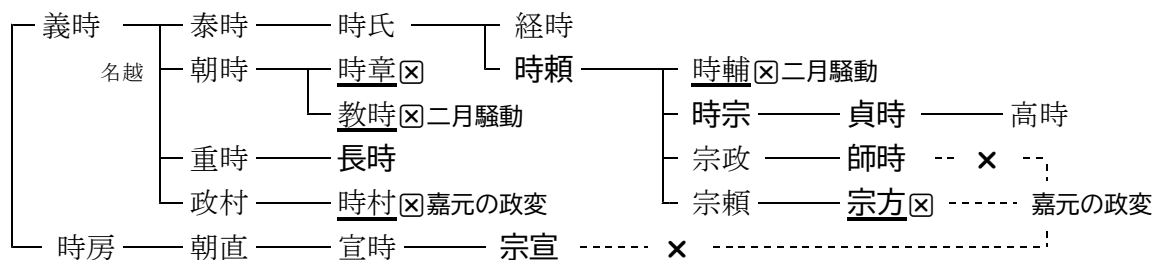 義時 泰時 時氏 経時
名越 朝時 時章☒ 時頼 時輔☒二月騒動
教時☒二月騒動 時宗 貞時 高時
重時 長時 宗政 師時 ×
政村 時村☒嘉元の政変 宗頼 宗方☒ 嘉元の政変
時房 朝直 宣時 宗宣 ×